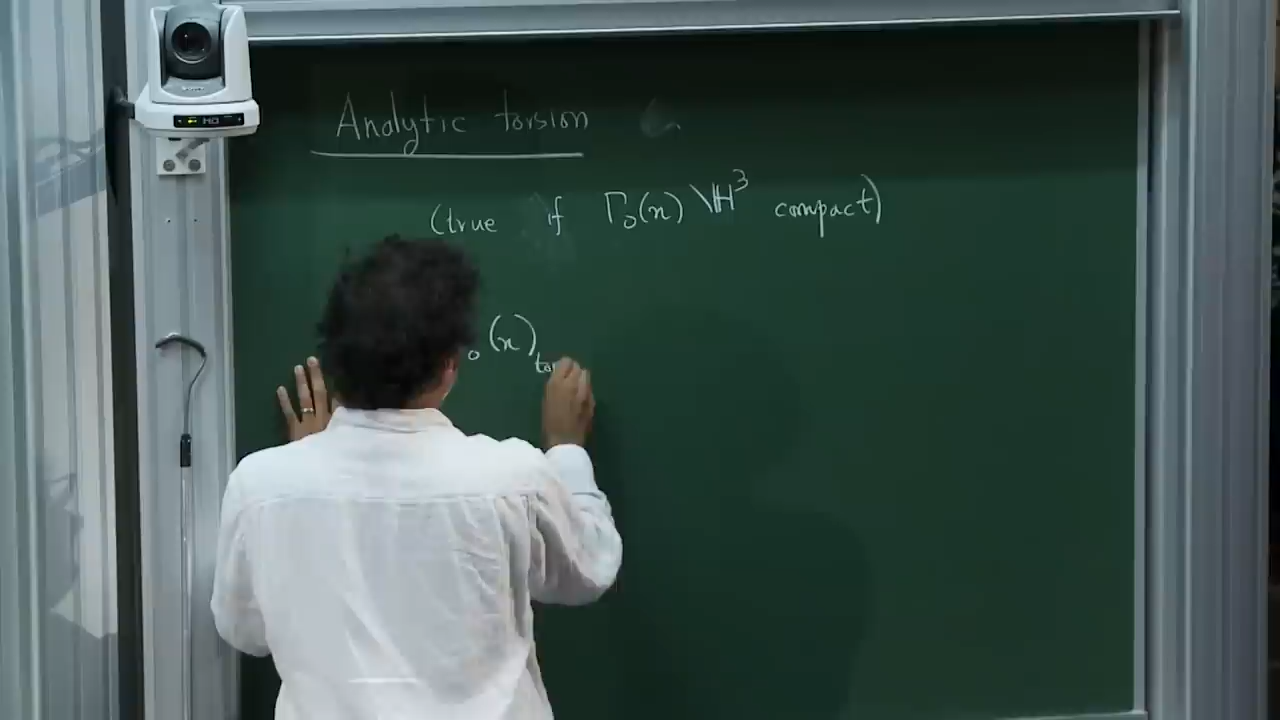 Analytic torsion
(true if Γ₀(n) \ℍ³ compact)
₀(n)